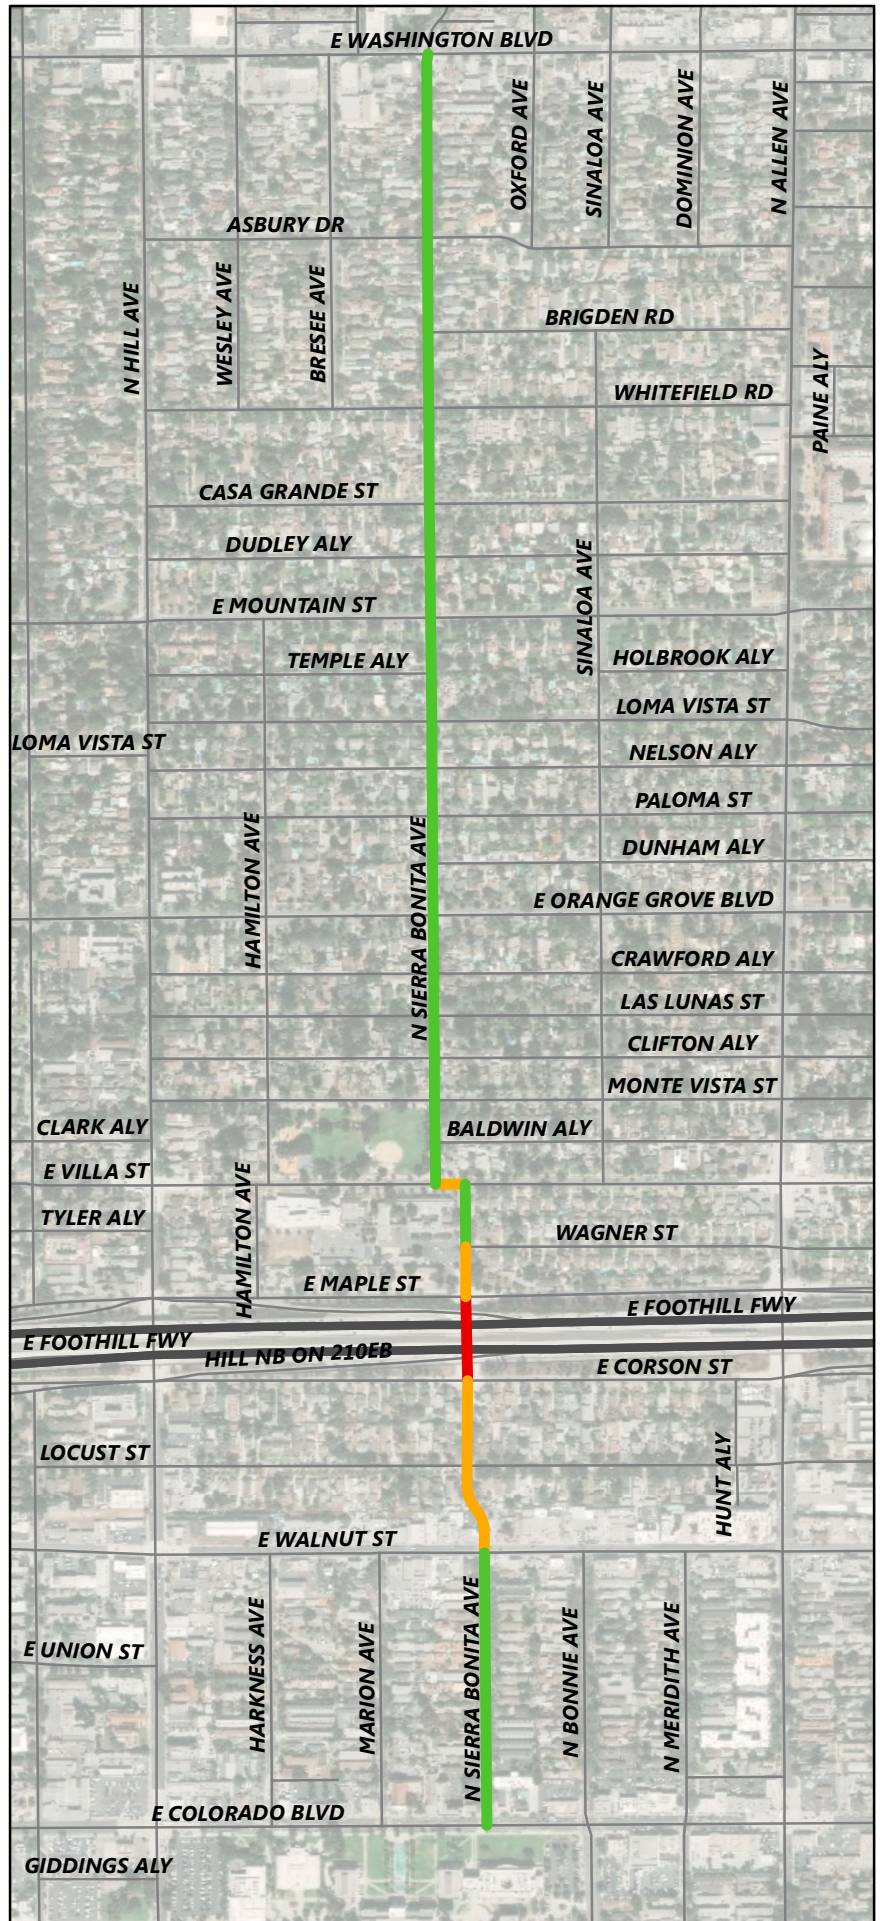 E WASHINGTON BLVD
OXFORD AVE
SINALOA AVE
DOMINION AVE
N ALLEN AVE
ASBURY DR
N HILL AVE
WESLEY AVE
BRESEE AVE
BRIGDEN RD
PAINE ALY
WHITEFIELD RD
CASA GRANDE ST
DUDLEY ALY
SINALOA AVE
E MOUNTAIN ST
TEMPLE ALY
HOLBROOK ALY
LOMA VISTA ST
LOMA VISTA ST
NELSON ALY
PALOMA ST
HAMILTON AVE
N SIERRA BONITA AVE
DUNHAM ALY
E ORANGE GROVE BLVD
CRAWFORD ALY
LAS LUNAS ST
CLIFTON ALY
MONTE VISTA ST
CLARK ALY
BALDWIN ALY
E VILLA ST
HAMILTON AVE
TYLER ALY
WAGNER ST
E MAPLE ST
E FOOTHILL FWY
E FOOTHILL FWY
HILL NB ON 210EB
E CORSON ST
LOCUST ST
HUNT ALY
E WALNUT ST
HARKNESS AVE
MARION AVE
N SIERRA BONITA AVE
N BONNIE AVE
N MERIDITH AVE
E UNION ST
E COLORADO BLVD
GIDDINGS ALY